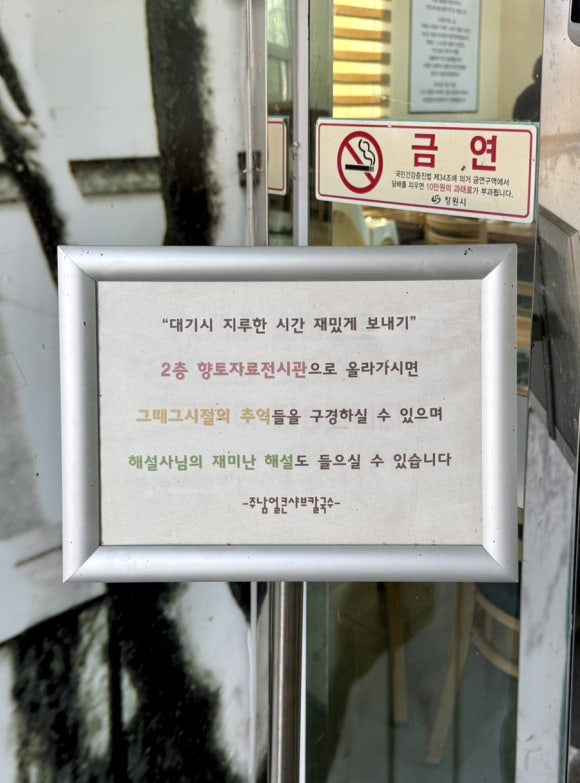 금연
국민건강증진법 제34조에 의거 금연구역에서
담배를 피우면 10만원의 과태료가 부과됩니다.
창원시
“대기시 지루한 시간 재밌게 보내기”
2층 향토자료전시관으로 올라가시면
그때그시절의 추억들을 구경하실 수 있으며
해설사님의 재미난 해설도 들으실 수 있습니다
-주남얼큰샤브칼국수-